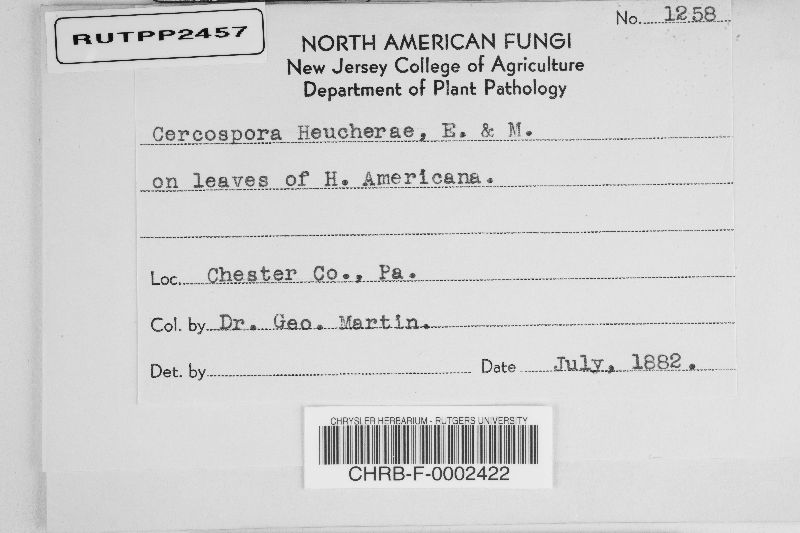 RUTPP2457
No. 1258
NORTH AMERICAN FUNGI
New Jersey College of Agriculture
Department of Plant Pathology
Cercospora Heucherae, E. & M.
on leaves of H. Americana.
Loc. Chester Co., Pa.
Col. by Dr. Geo. Martin.
Det. by
Date July, 1882.
CHRYSLER HERBARIUM - RUTGERS UNIVERSITY
CHRB-F-0002422